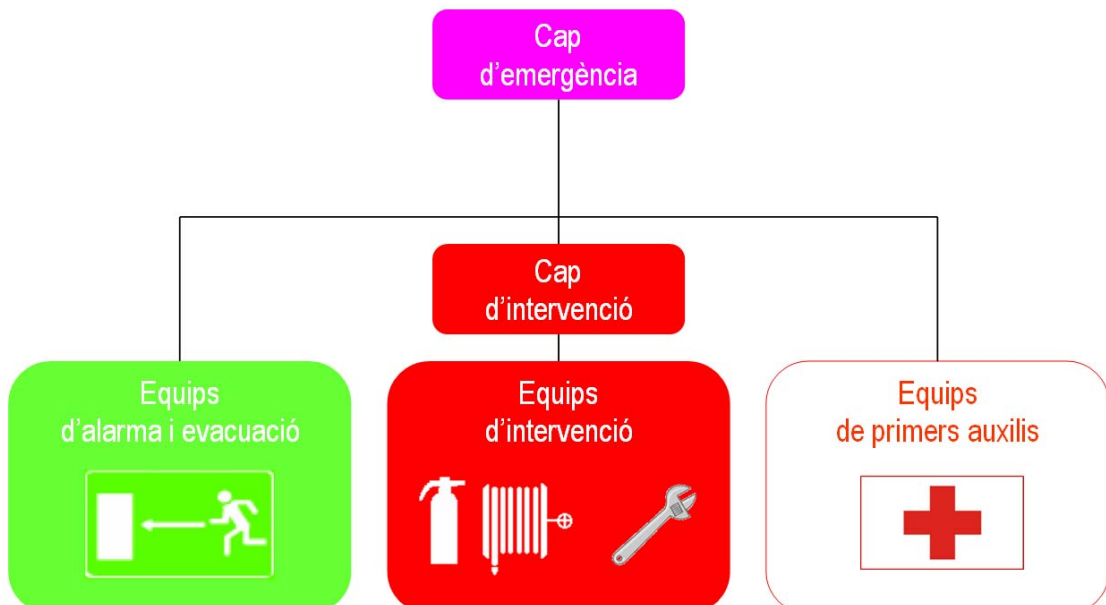 Cap
d’emergència
Cap
d’intervenció
Equips
d’alarma i evacuació
Equips
d’intervenció
Equips
de primers auxilis